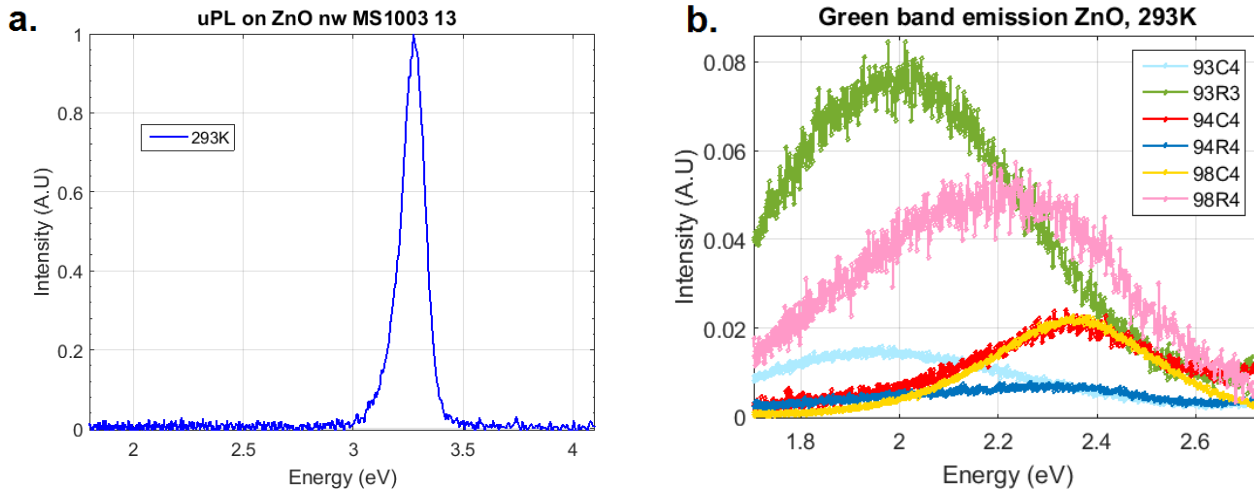 a.
uPL on ZnO nw MS1003 13
Intensity (A.U)
1
0.8
0.6
0.4
0.2
0
293K
2
2.5
3
3.5
4
Energy (eV)
b.
Green band emission ZnO, 293K
Intensity (A.U)
0.08
0.06
0.04
0.02
0
93C4
93R3
94C4
94R4
98C4
98R4
1.8
2
2.2
2.4
2.6
Energy (eV)